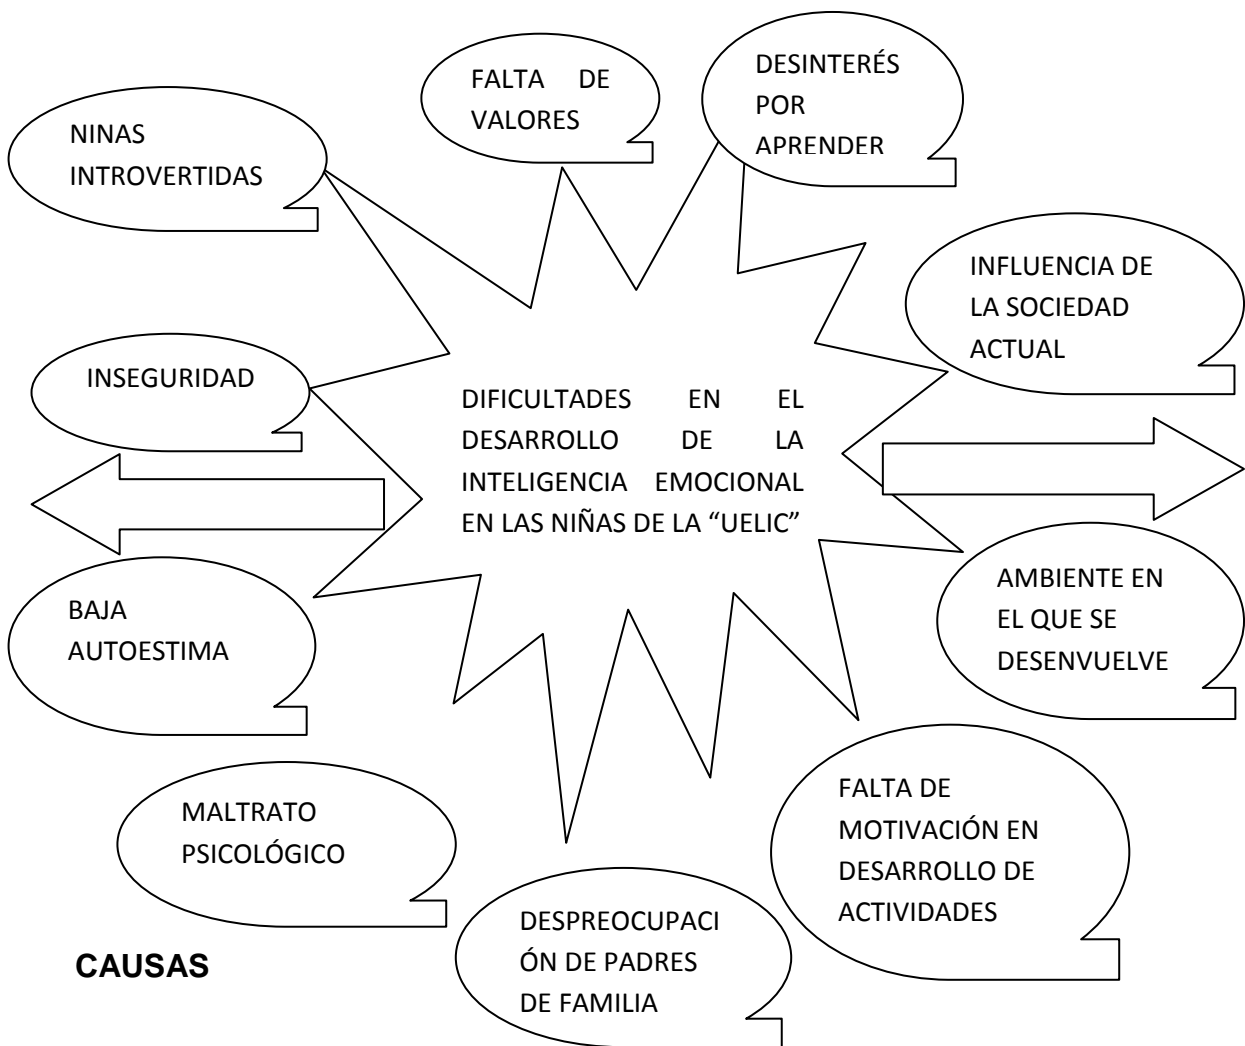 FALTA DE
VALORES
DESINTERÉS
POR
APRENDER
NINAS
INTROVERTIDAS
INFLUENCIA DE
LA SOCIEDAD
ACTUAL
INSEGURIDAD
DIFICULTADES EN EL
DESARROLLO DE LA
INTELIGENCIA EMOCIONAL
EN LAS NIÑAS DE LA “UELIC”
BAJA
AUTOESTIMA
AMBIENTE EN
EL QUE SE
DESENVUELVE
MALTRATO
PSICOLÓGICO
FALTA DE
MOTIVACIÓN EN
DESARROLLO DE
ACTIVIDADES
DESPREOCUPACI
ÓN DE PADRES
DE FAMILIA
CAUSAS